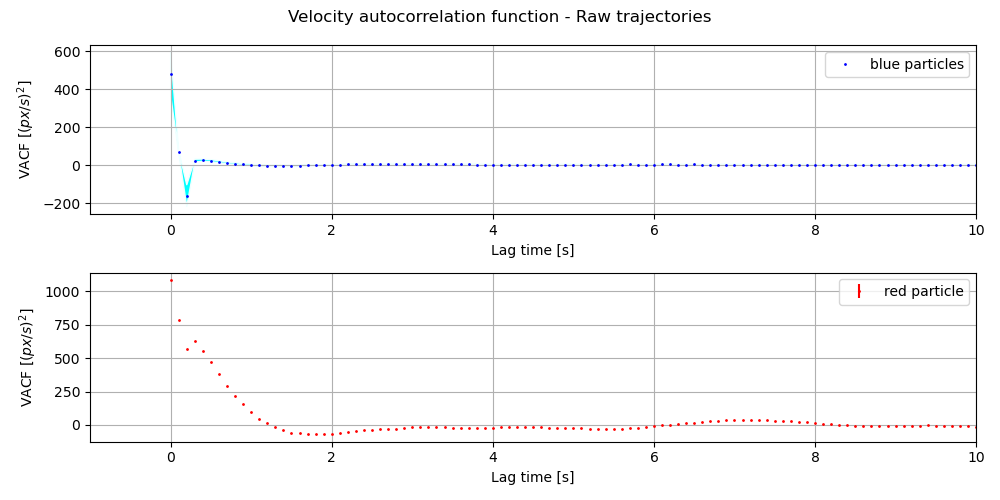 Velocity autocorrelation function - Raw trajectories
VACF [(px/s)²]
600
400
200
0
−200
blue particles
0 2 4 6 8 10
Lag time [s]
VACF [(px/s)²]
1000
750
500
250
0
red particle
0 2 4 6 8 10
Lag time [s]